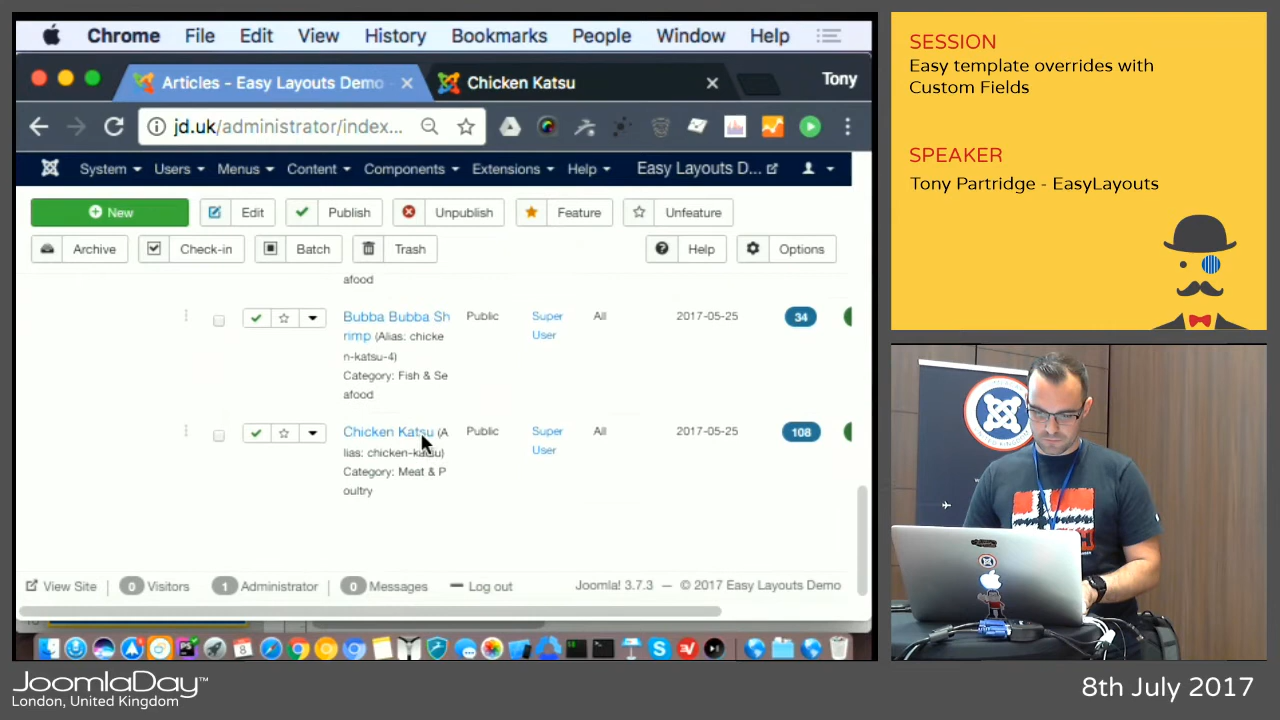 Chrome File Edit View History Bookmarks People Window Help
Articles - Easy Layouts Demo × Chicken Katsu × Tony
jd.uk/administrator/index...
System Users Menus Content Components Extensions Help Easy Layouts D...
New Edit Publish Unpublish Feature Unfeature
Archive Check-in Batch Trash Help Options
afood
Bubba Bubba Sh Public Super All 2017-05-25 34
rimp (Alias: chicke User
n-katsu-4)
Category: Fish & Se
afood
Chicken Katsu (A Public Super All 2017-05-25 108
lias: chicken-katsu) User
Category: Meat & P
oultry
View Site 0 Visitors 1 Administrator 0 Messages Log out Joomla! 3.7.3 — © 2017 Easy Layouts Demo
SESSION
Easy template overrides with
Custom Fields
SPEAKER
Tony Partridge - EasyLayouts
JoomlaDay™
London, United Kingdom
8th July 2017